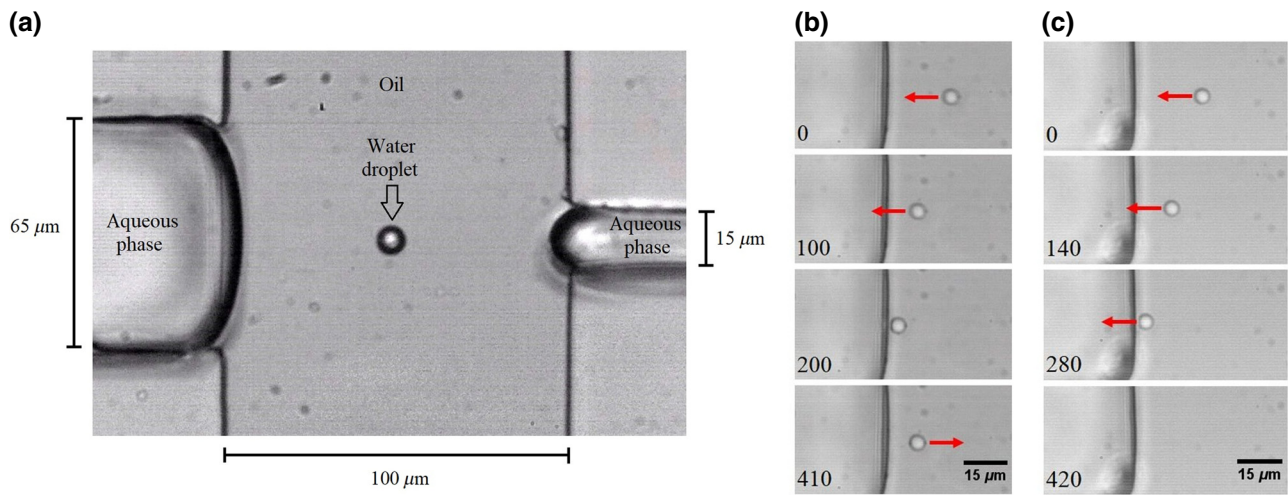 (a)
Oil
Water
droplet
65 μm
Aqueous
phase
Aqueous
phase
15 μm
100 μm
(b)
0
100
200
410
15 μm
(c)
0
140
280
420
15 μm